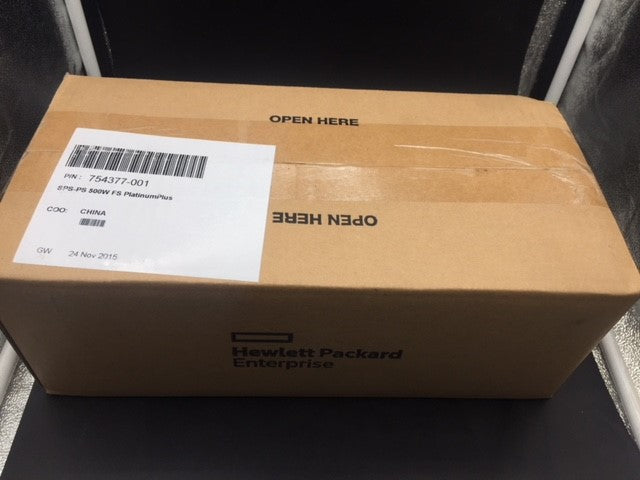 OPEN HERE
P/N : 754377-001
SPS-PS 500W FS PlatinumPlus
COO: CHINA
GW 24 Nov 2015
OPEN HERE
Hewlett Packard
Enterprise